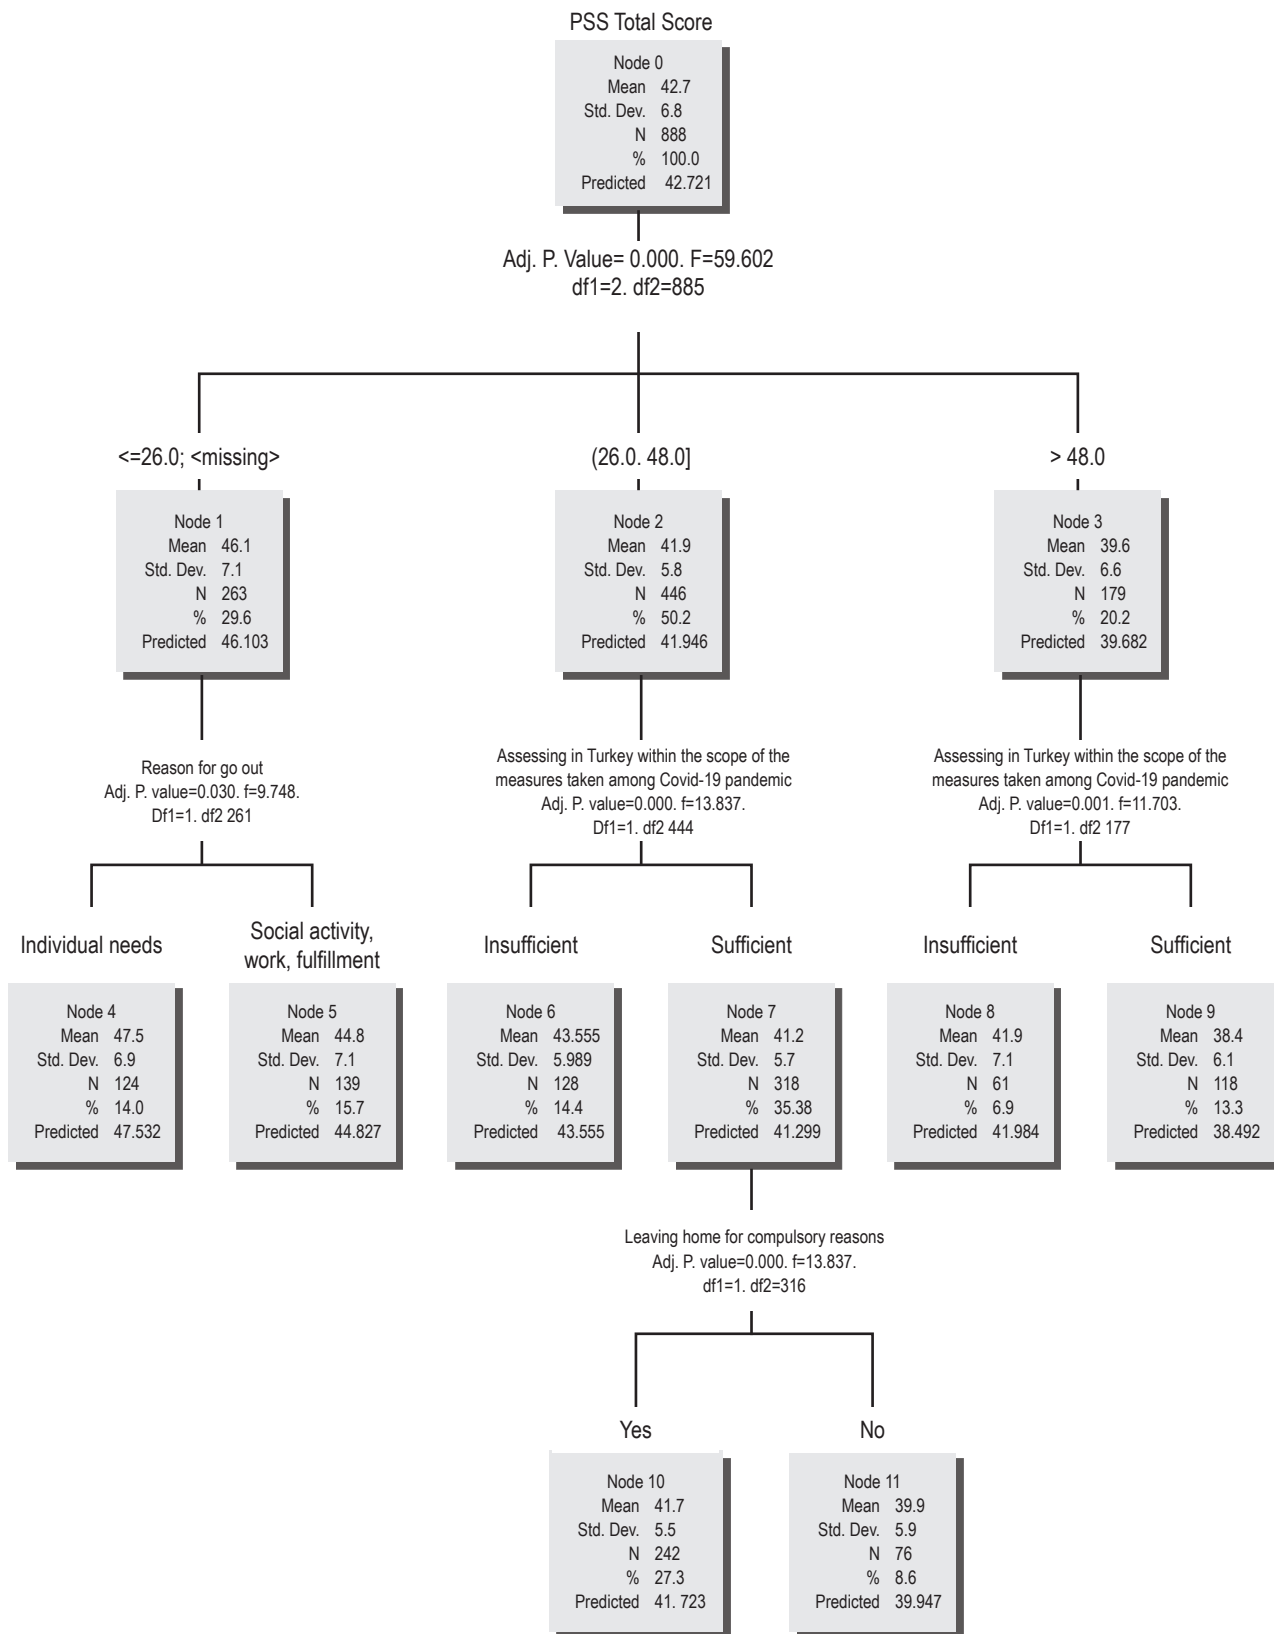 PSS Total Score
Node 0
Mean 42.7
Std. Dev. 6.8
N 888
% 100.0
Predicted 42.721
Adj. P. Value= 0.000. F=59.602
df1=2. df2=885
<=26.0; <missing>
Node 1
Mean 46.1
Std. Dev. 7.1
N 263
% 29.6
Predicted 46.103
(26.0. 48.0]
Node 2
Mean 41.9
Std. Dev. 5.8
N 446
% 50.2
Predicted 41.946
> 48.0
Node 3
Mean 39.6
Std. Dev. 6.6
N 179
% 20.2
Predicted 39.682
Reason for go out
Adj. P. value=0.030. f=9.748.
Df1=1. df2 261
Assessing in Turkey within the scope of the
measures taken among Covid-19 pandemic
Adj. P. value=0.000. f=13.837.
Df1=1. df2 444
Assessing in Turkey within the scope of the
measures taken among Covid-19 pandemic
Adj. P. value=0.001. f=11.703.
Df1=1. df2 177
Individual needs
Node 4
Mean 47.5
Std. Dev. 6.9
N 124
% 14.0
Predicted 47.532
Social activity,
work, fulfillment
Node 5
Mean 44.8
Std. Dev. 7.1
N 139
% 15.7
Predicted 44.827
Insufficient
Node 6
Mean 43.555
Std. Dev. 5.989
N 128
% 14.4
Predicted 43.555
Sufficient
Node 7
Mean 41.2
Std. Dev. 5.7
N 318
% 35.38
Predicted 41.299
Insufficient
Node 8
Mean 41.9
Std. Dev. 7.1
N 61
% 6.9
Predicted 41.984
Sufficient
Node 9
Mean 38.4
Std. Dev. 6.1
N 118
% 13.3
Predicted 38.492
Leaving home for compulsory reasons
Adj. P. value=0.000. f=13.837.
df1=1. df2=316
Yes
Node 10
Mean 41.7
Std. Dev. 5.5
N 242
% 27.3
Predicted 41. 723
No
Node 11
Mean 39.9
Std. Dev. 5.9
N 76
% 8.6
Predicted 39.947